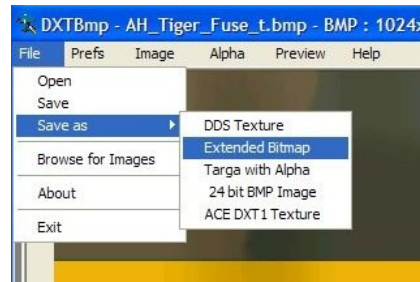 DXTBmp - AH_Tiger_Fuse_t.bmp - BMP : 1024x
File Prefs Image Alpha Preview Help
Open
Save
Save as
DDS Texture
Extended Bitmap
Targa with Alpha
24 bit BMP Image
ACE DXT1 Texture
Browse for Images
About
Exit